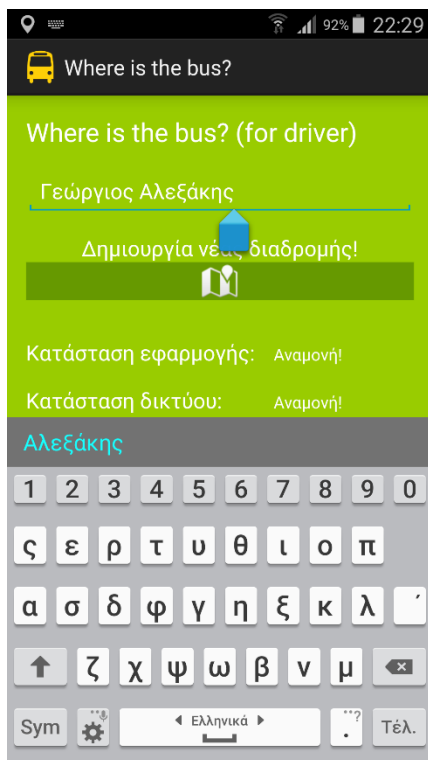 92% 22:29
Where is the bus?
Where is the bus? (for driver)
Γεώργιος Αλεξάκης
Δημιουργία νέας διαδρομής!
Κατάσταση εφαρμογής: Αναμονή!
Κατάσταση δικτύου: Αναμονή!
Αλεξάκης
1 2 3 4 5 6 7 8 9 0
ς ε ρ τ υ θ ι ο π
α σ δ φ γ η ξ κ λ ΄
ζ χ ψ ω β ν μ
Sym Ελληνικά . ? Τέλ.